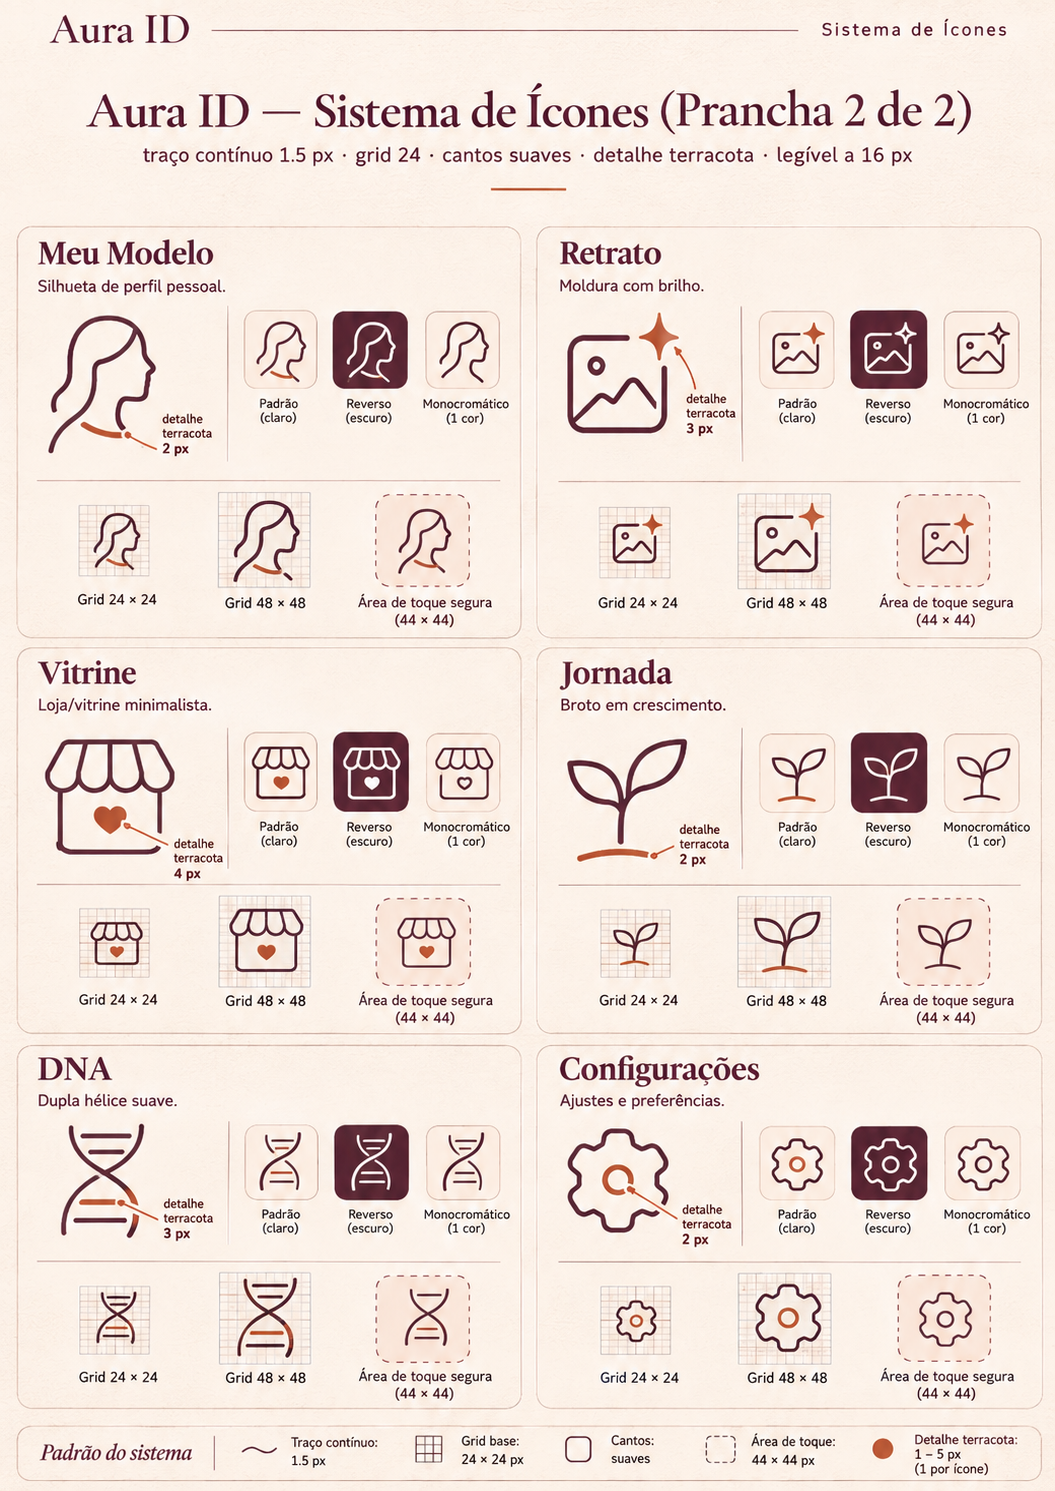 Aura ID
Sistema de Ícones
Aura ID — Sistema de Ícones (Prancha 2 de 2)
traço contínuo 1.5 px · grid 24 · cantos suaves · detalhe terracota · legível a 16 px
Meu Modelo
Silhueta de perfil pessoal.
detalhe
terracota
2 px
Padrão
(claro)
Reverso
(escuro)
Monocromático
(1 cor)
Grid 24 × 24
Grid 48 × 48
Área de toque segura
(44 × 44)
Retrato
Moldura com brilho.
detalhe
terracota
3 px
Padrão
(claro)
Reverso
(escuro)
Monocromático
(1 cor)
Grid 24 × 24
Grid 48 × 48
Área de toque segura
(44 × 44)
Vitrine
Loja/vitrine minimalista.
detalhe
terracota
4 px
Padrão
(claro)
Reverso
(escuro)
Monocromático
(1 cor)
Grid 24 × 24
Grid 48 × 48
Área de toque segura
(44 × 44)
Jornada
Broto em crescimento.
detalhe
terracota
2 px
Padrão
(claro)
Reverso
(escuro)
Monocromático
(1 cor)
Grid 24 × 24
Grid 48 × 48
Área de toque segura
(44 × 44)
DNA
Dupla hélice suave.
detalhe
terracota
3 px
Padrão
(claro)
Reverso
(escuro)
Monocromático
(1 cor)
Grid 24 × 24
Grid 48 × 48
Área de toque segura
(44 × 44)
Configurações
Ajustes e preferências.
detalhe
terracota
2 px
Padrão
(claro)
Reverso
(escuro)
Monocromático
(1 cor)
Grid 24 × 24
Grid 48 × 48
Área de toque segura
(44 × 44)
Padrão do sistema
Traço contínuo:
1.5 px
Grid base:
24 × 24 px
Cantos:
suaves
Área de toque:
44 × 44 px
Detalhe terracota:
1 – 5 px
(1 por ícone)